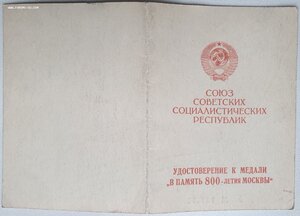 СОЮЗ
СОВЕТСКИХ
СОЦИАЛИСТИЧЕСКИХ
РЕСПУБЛИК
УДОСТОВЕРЕНИЕ К МЕДАЛИ
„В ПАМЯТЬ 800-ЛЕТИЯ МОСКВЫ"